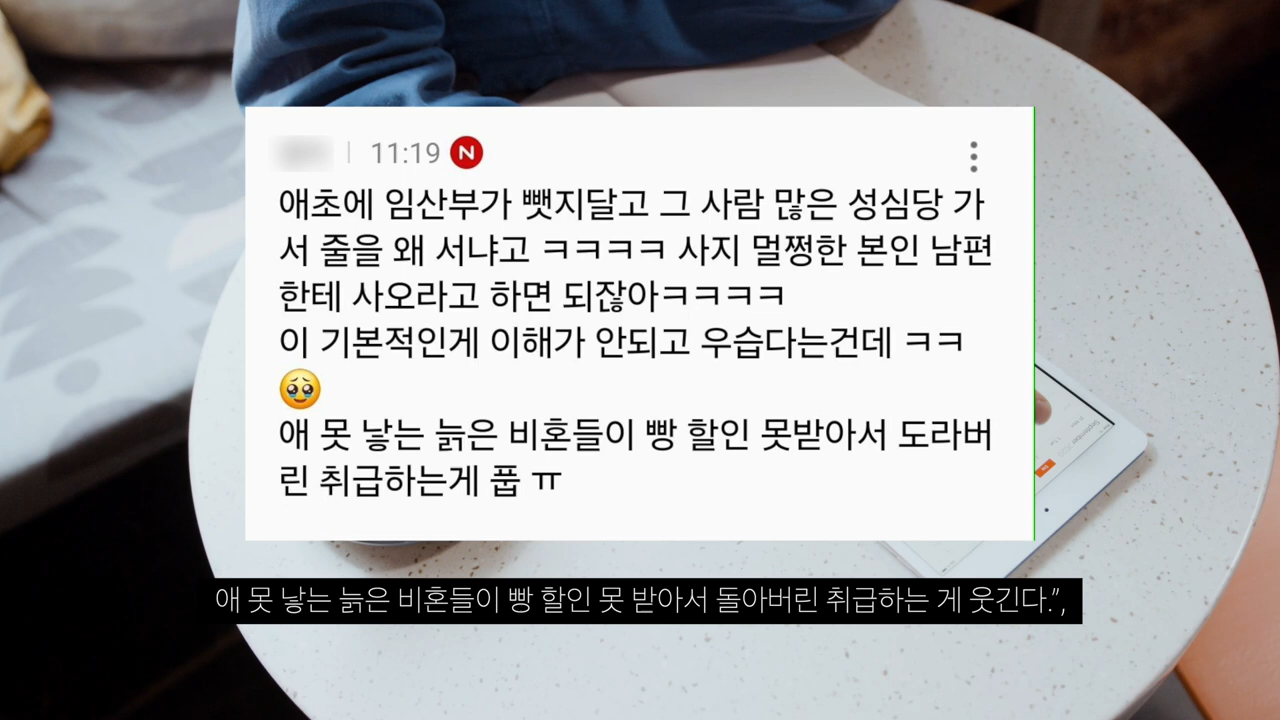 11:19 N
애초에 임산부가 뺏지달고 그 사람 많은 성심당 가
서 줄을 왜 서냐고 ㅋㅋㅋㅋ 사지 멀쩡한 본인 남편
한테 사오라고 하면 되잖아ㅋㅋㅋㅋ
이 기본적인게 이해가 안되고 우습다는건데 ㅋㅋ
🥹
애 못 낳는 늙은 비혼들이 빵 할인 못받아서 도라버
린 취급하는게 풉 ㅠ
애 못 낳는 늙은 비혼들이 빵 할인 못 받아서 돌아버린 취급하는 게 웃긴다.”,